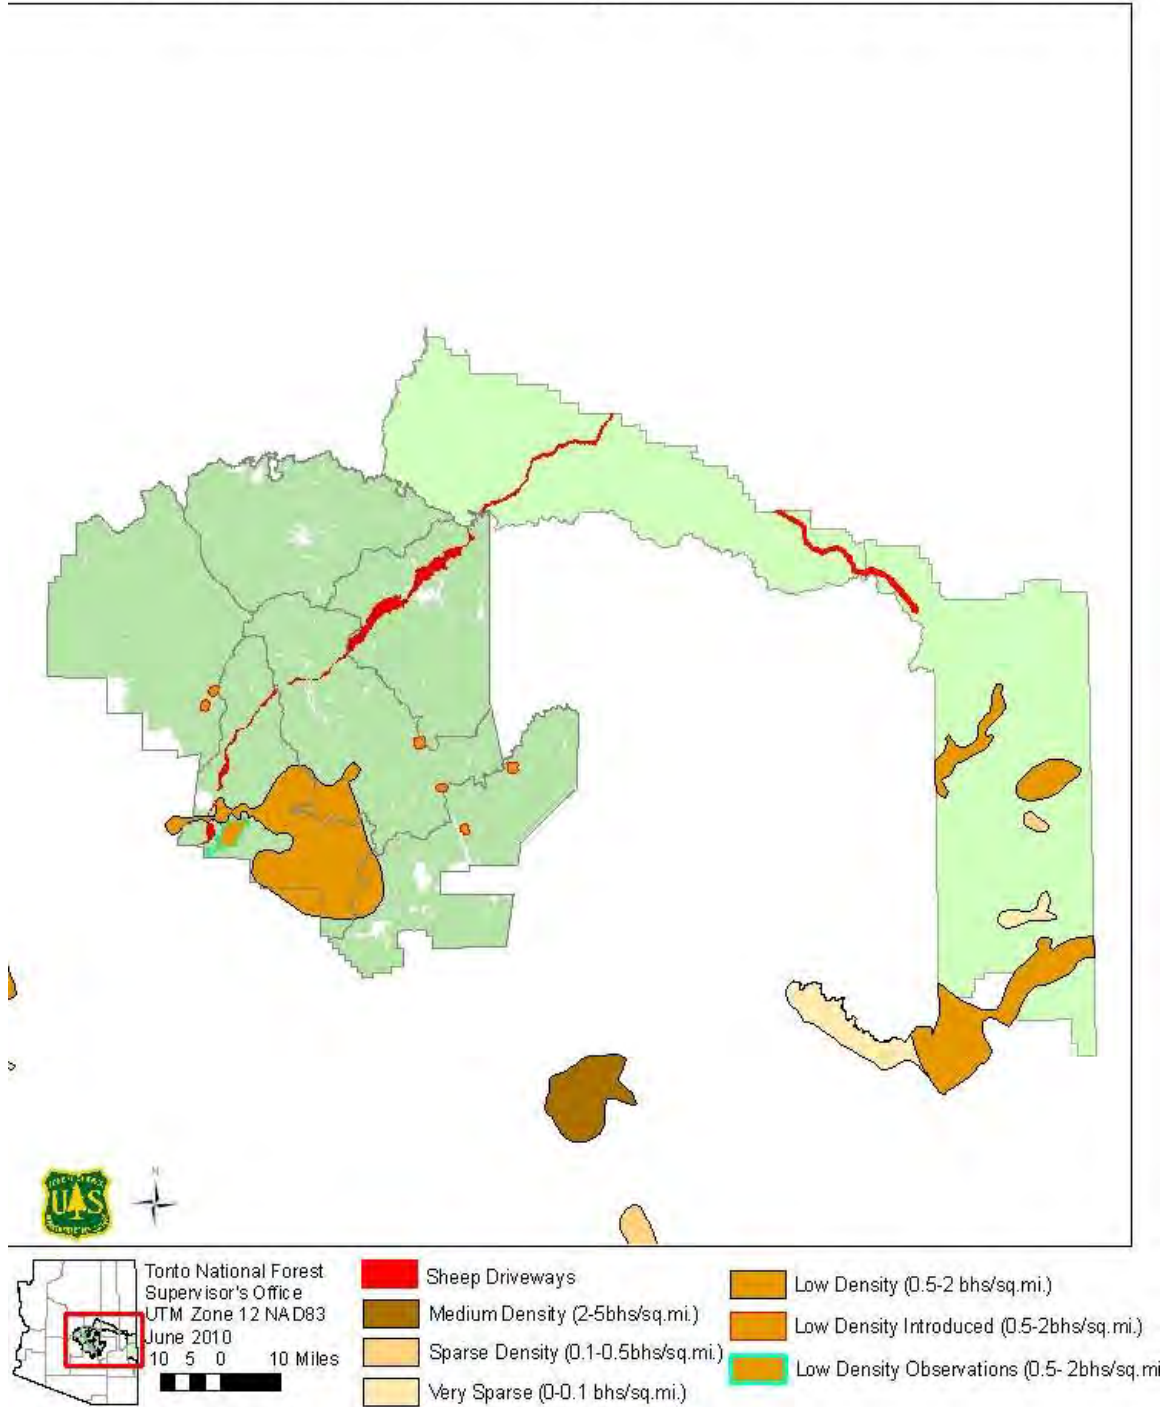 N
U S
Tonto National Forest
Supervisor's Office
UTM Zone 12 NAD83
June 2010
10 5 0 10 Miles
Sheep Driveways
Medium Density (2-5bhs/sq.mi.)
Sparse Density (0.1-0.5bhs/sq.mi.)
Very Sparse (0-0.1 bhs/sq.mi.)
Low Density (0.5-2 bhs/sq.mi.)
Low Density Introduced (0.5-2bhs/sq.mi.)
Low Density Observations (0.5- 2bhs/sq.mi